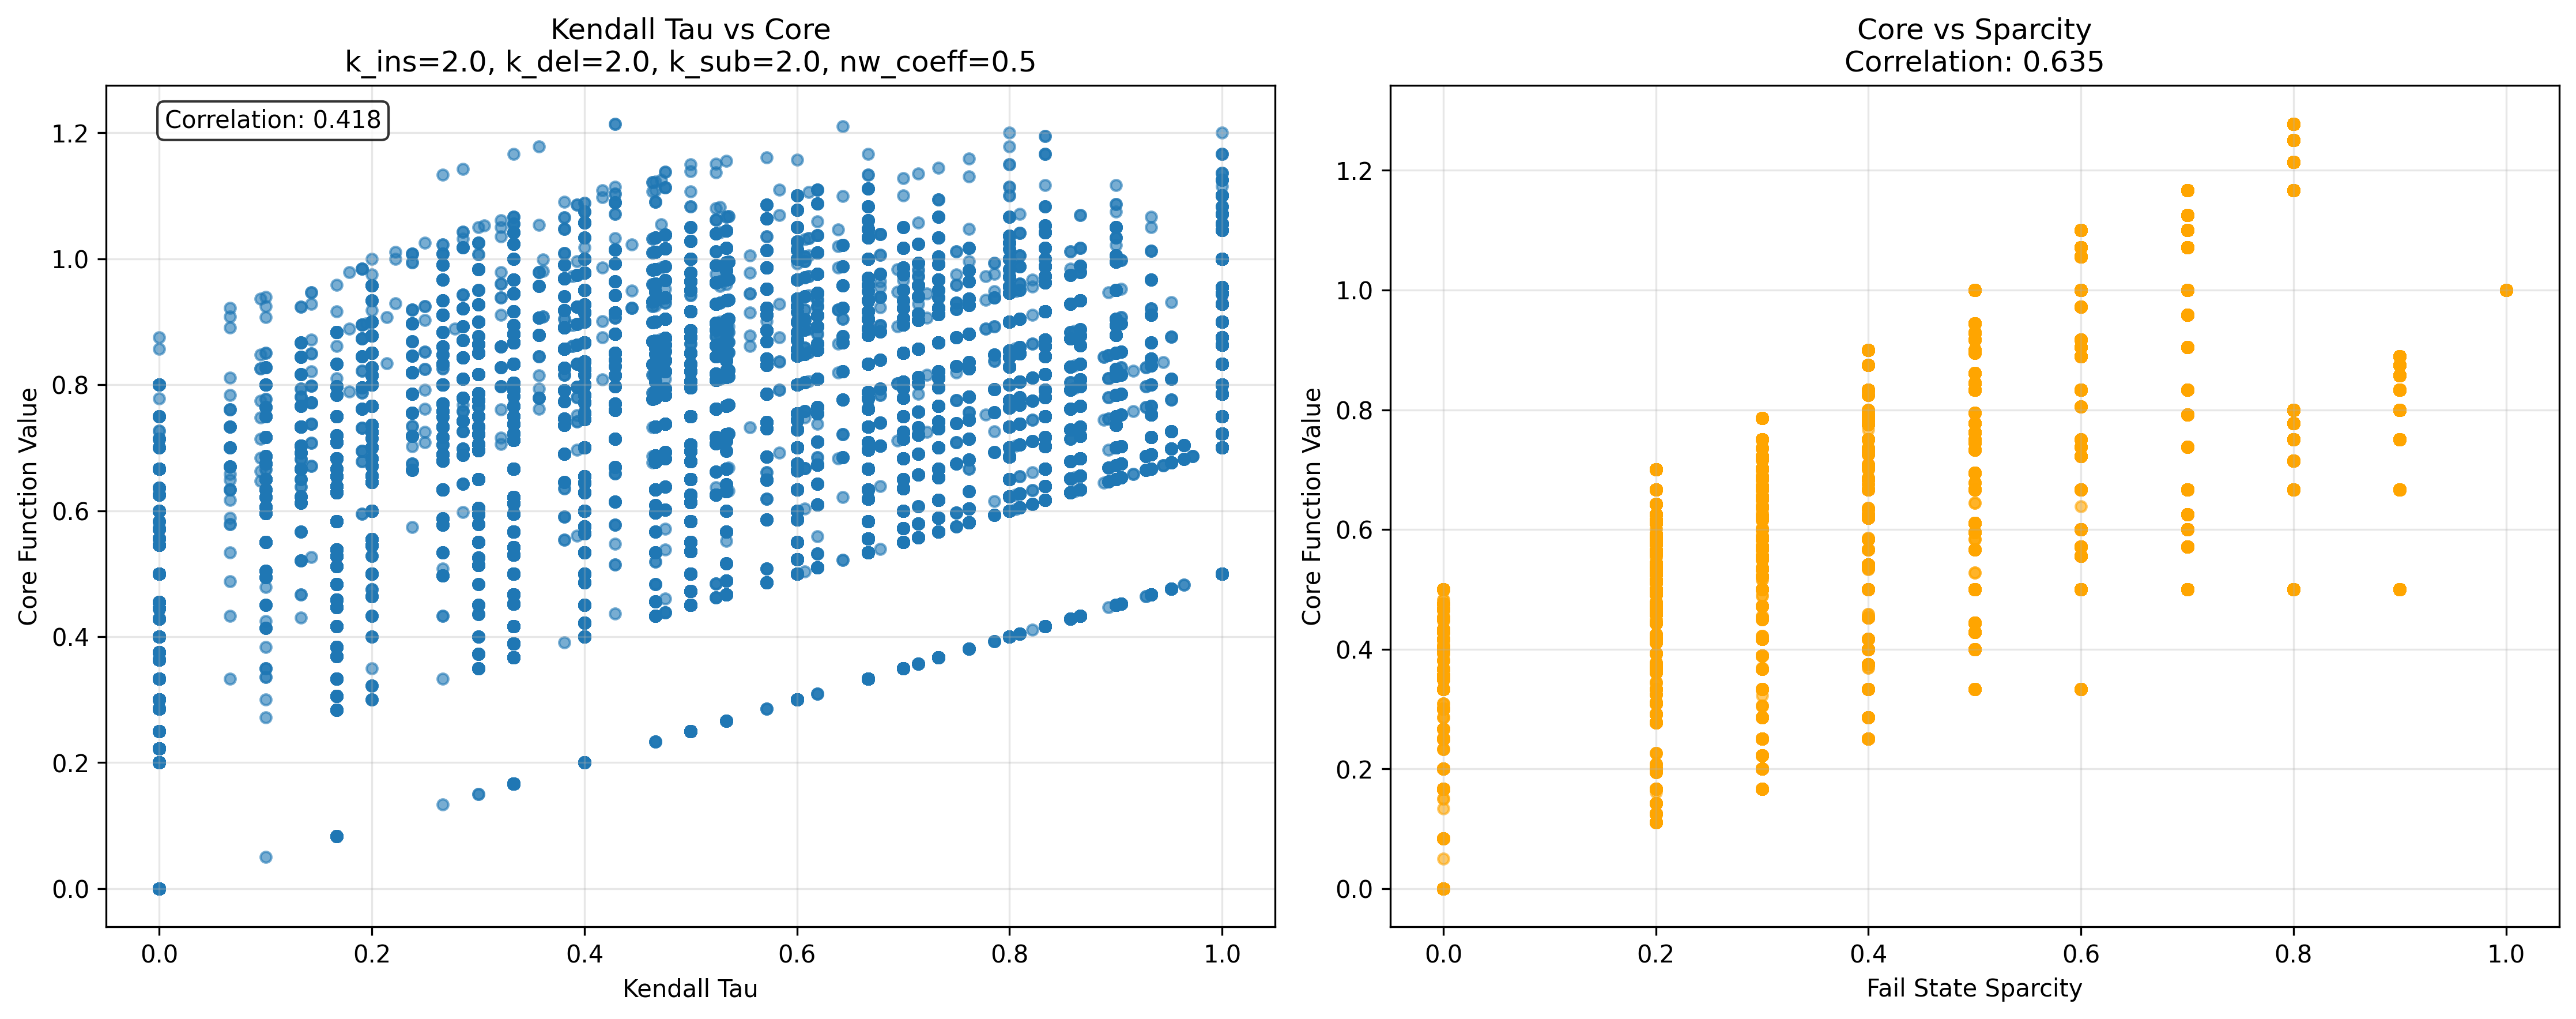 Kendall Tau vs Core
k_ins=2.0, k_del=2.0, k_sub=2.0, nw_coeff=0.5
Correlation: 0.418
Core Function Value
1.2
1.0
0.8
0.6
0.4
0.2
0.0
0.0 0.2 0.4 0.6 0.8 1.0
Kendall Tau
Core vs Sparcity
Correlation: 0.635
Core Function Value
1.2
1.0
0.8
0.6
0.4
0.2
0.0
0.0 0.2 0.4 0.6 0.8 1.0
Fail State Sparcity